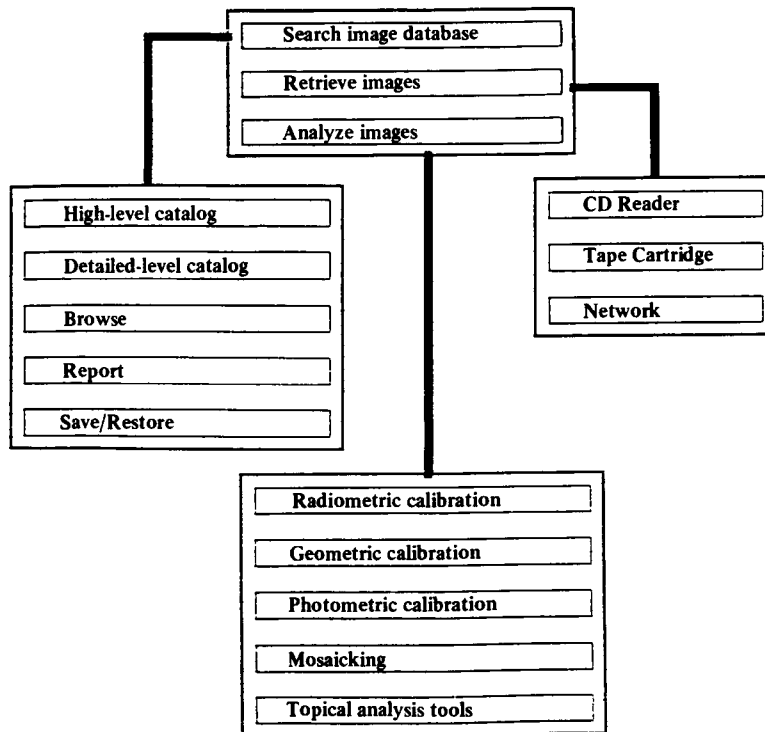 Search image database
Retrieve images
Analyze images
High-level catalog
Detailed-level catalog
Browse
Report
Save/Restore
CD Reader
Tape Cartridge
Network
Radiometric calibration
Geometric calibration
Photometric calibration
Mosaicking
Topical analysis tools